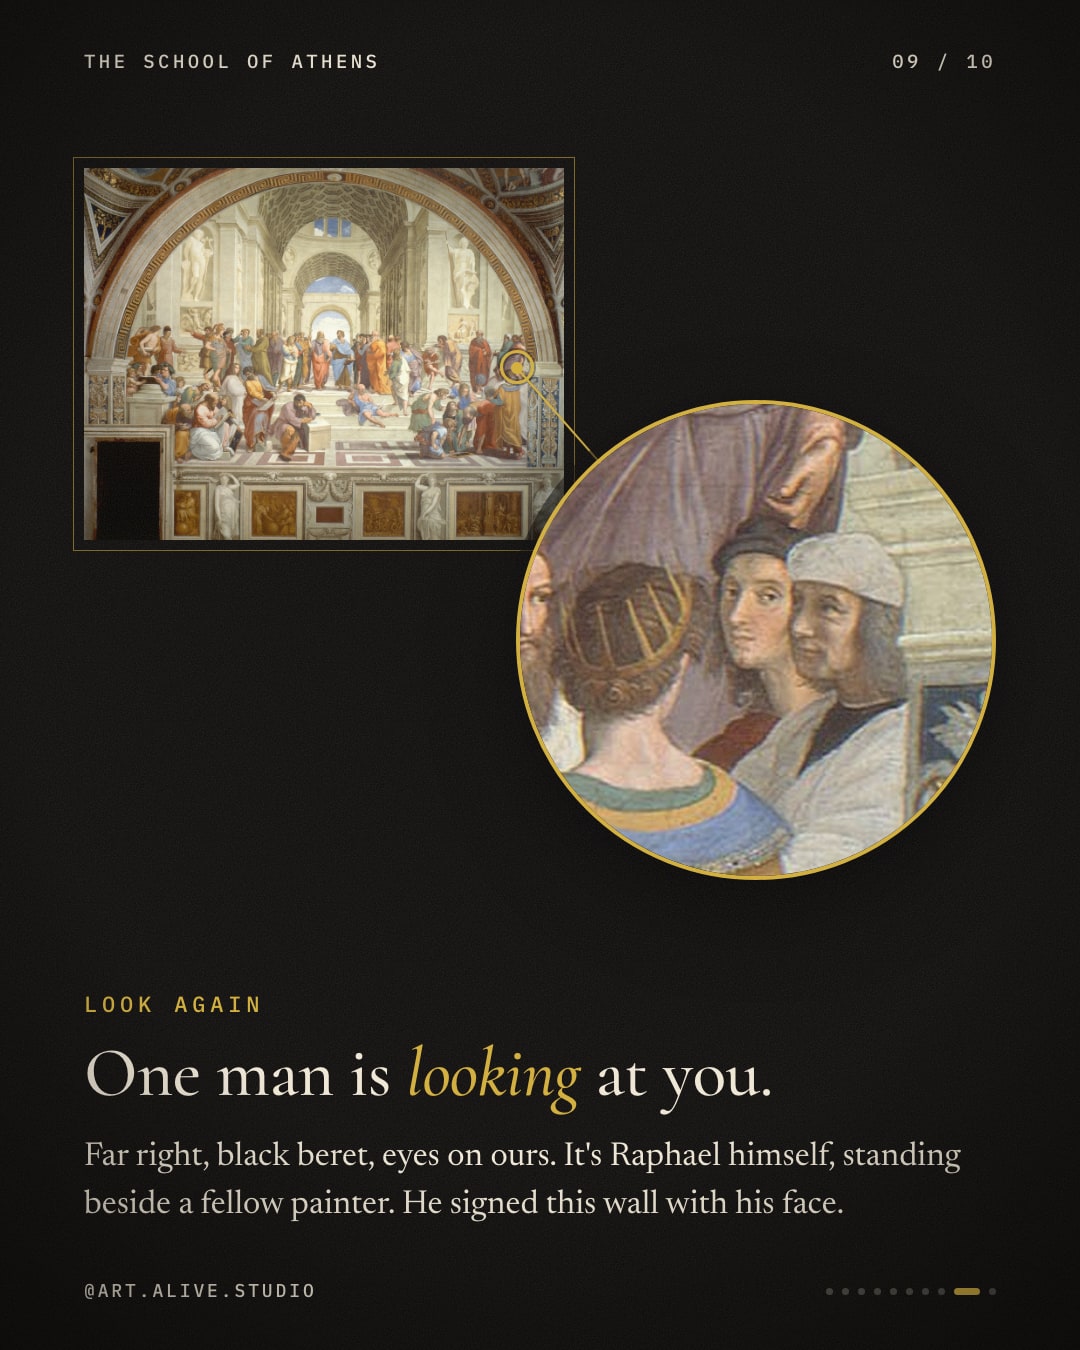 THE SCHOOL OF ATHENS
09 / 10
LOOK AGAIN
One man is looking at you.
Far right, black beret, eyes on ours. It's Raphael himself, standing
beside a fellow painter. He signed this wall with his face.
@ART.ALIVE.STUDIO